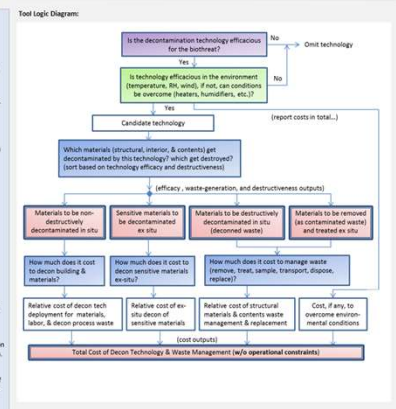 Tool Logic Diagram:
Is the decontamination technology efficacious
for the biothreat?
No
Omit technology
Yes
Is technology efficacious in the environment
(temperature, RH, wind), if not, can conditions
be overcome (heaters, humidifiers, etc.)?
No
Yes
(report costs in total...)
Candidate technology
Which materials (structural, interior, & contents) get
decontaminated by this technology? which get destroyed?
(sort based on technology efficacy and destructiveness)
(efficacy, waste-generation, and destructiveness outputs)
Materials to be non-
destructively
decontaminated in situ
Sensitive materials to
be decontaminated
ex situ
Materials to be destructively
decontaminated in situ
(deconned waste)
Materials to be removed
(as contaminated waste)
and treated ex situ
How much does it cost
to decon building &
materials?
How much does it cost to
decon sensitive materials
ex-situ?
How much does it cost to manage waste
(remove, treat, sample, transport, dispose,
replace)?
Relative cost of decon tech
deployment for materials,
labor, & decon process waste
Relative cost of ex-
situ decon of
sensitive materials
Relative cost of structural
materials & contents waste
management & replacement
Cost, if any, to
overcome environ-
mental conditions
(cost outputs)
Total Cost of Decon Technology & Waste Management (w/o operational constraints)